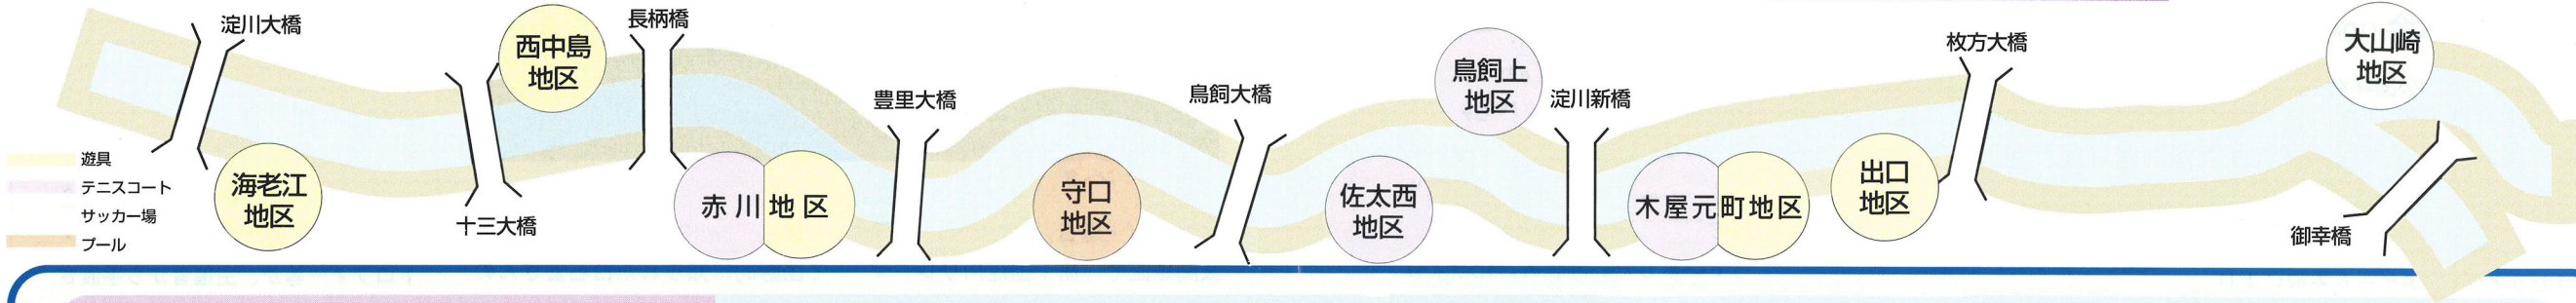 淀川大橋
西中島
地区
長柄橋
豊里大橋
鳥飼大橋
鳥飼上
地区
淀川新橋
枚方大橋
大山崎
地区
遊具
テニスコート
サッカー場
プール
海老江
地区
十三大橋
赤川地区
守口
地区
佐太西
地区
木屋元町地区
出口
地区
御幸橋